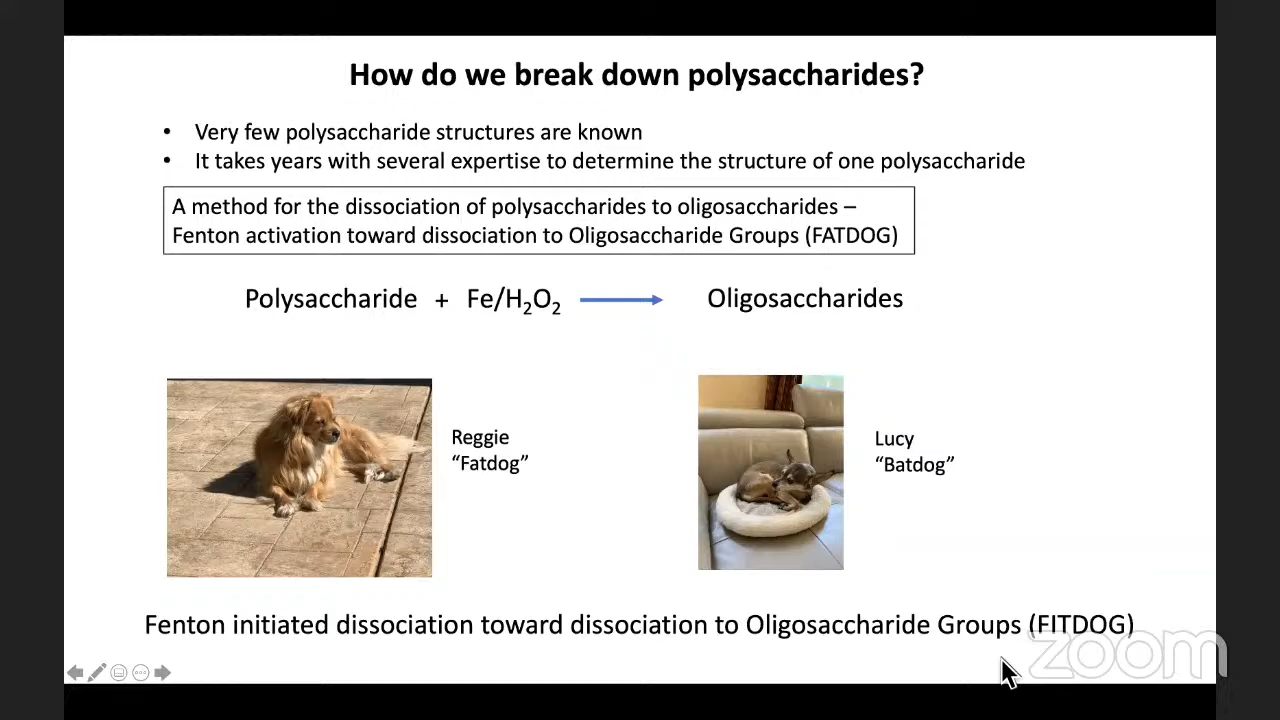 How do we break down polysaccharides?
• Very few polysaccharide structures are known
• It takes years with several expertise to determine the structure of one polysaccharide
A method for the dissociation of polysaccharides to oligosaccharides –
Fenton activation toward dissociation to Oligosaccharide Groups (FATDOG)
Polysaccharide + Fe/H₂O₂ → Oligosaccharides
Reggie
“Fatdog”
Lucy
“Batdog”
Fenton initiated dissociation toward dissociation to Oligosaccharide Groups (FITDOG)
zoom